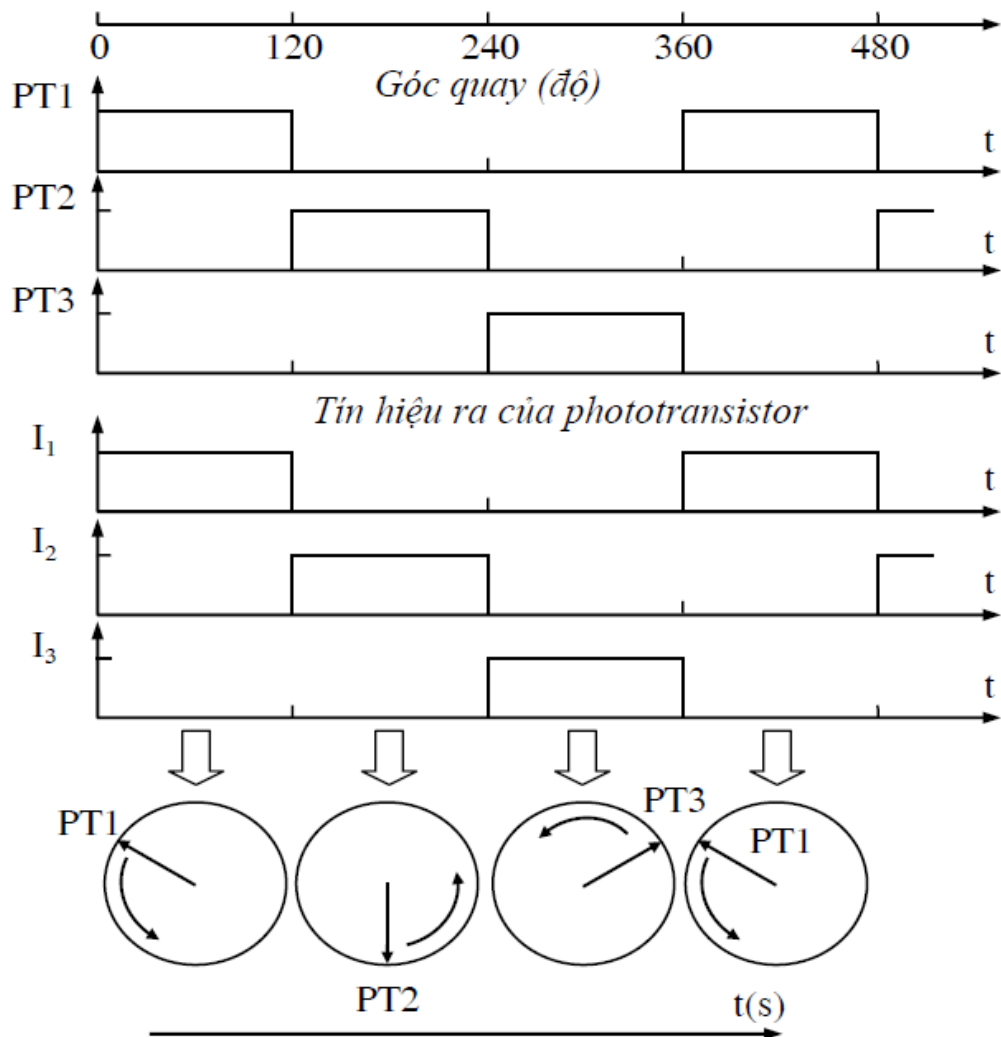 0 120 240 360 480
Góc quay (độ)
PT1
t
PT2
t
PT3
t
Tín hiệu ra của phototransistor
I₁
t
I₂
t
I₃
t
PT1
PT2
PT3
PT1
t(s)